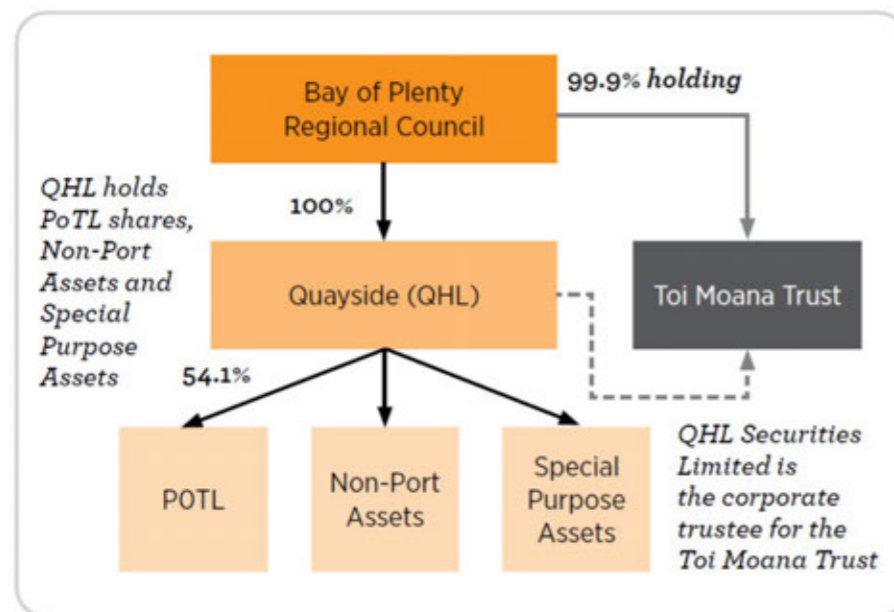 Bay of Plenty
Regional Council
99.9% holding
QHL holds
PoTL shares,
Non-Port
Assets and
Special
Purpose
Assets
100%
Quayside (QHL)
Toi Moana Trust
54.1%
POTL
Non-Port
Assets
Special
Purpose
Assets
QHL Securities
Limited is
the corporate
trustee for the
Toi Moana Trust